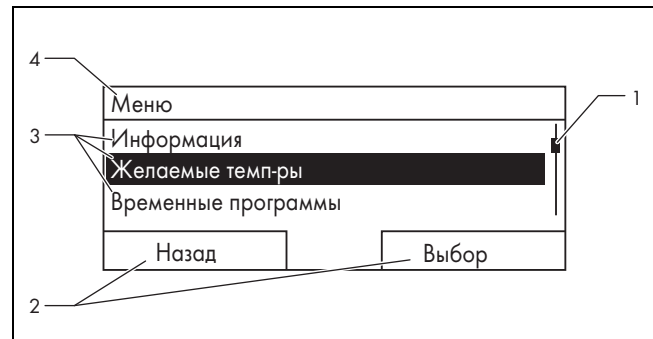 4
Меню
1
3
Информация
Желаемые темп-ры
Временные программы
Назад
Выбор
2